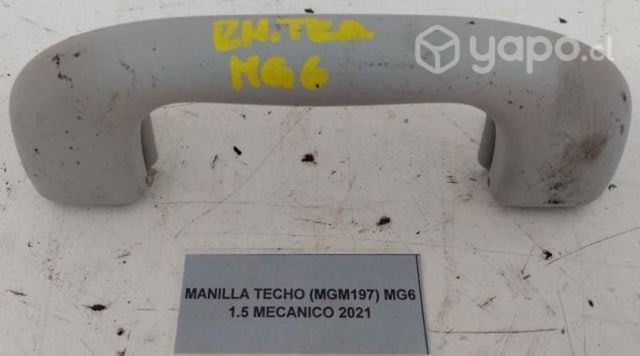 RH.TRA.
MG6
yapo.cl
MANILLA TECHO (MGM197) MG6
1.5 MECANICO 2021